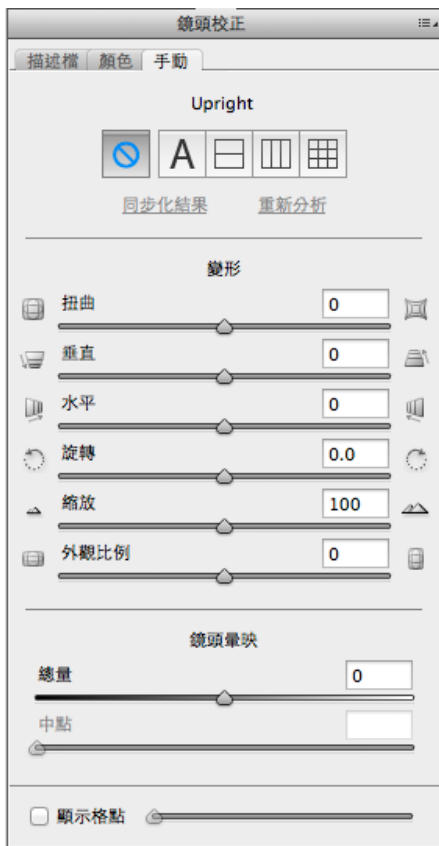 鏡頭校正
描述檔 顏色 手動
Upright
A
同步化結果 重新分析
變形
扭曲 0
垂直 0
水平 0
旋轉 0.0
縮放 100
外觀比例 0
鏡頭暈映
總量 0
中點
顯示格點